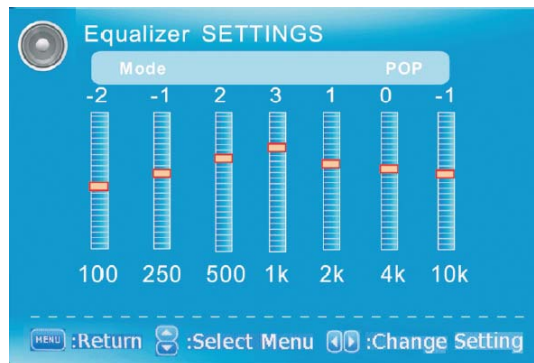 Equalizer SETTINGS
Mode POP
-2 -1 2 3 1 0 -1
100 250 500 1k 2k 4k 10k
MENU :Return :Select Menu :Change Setting